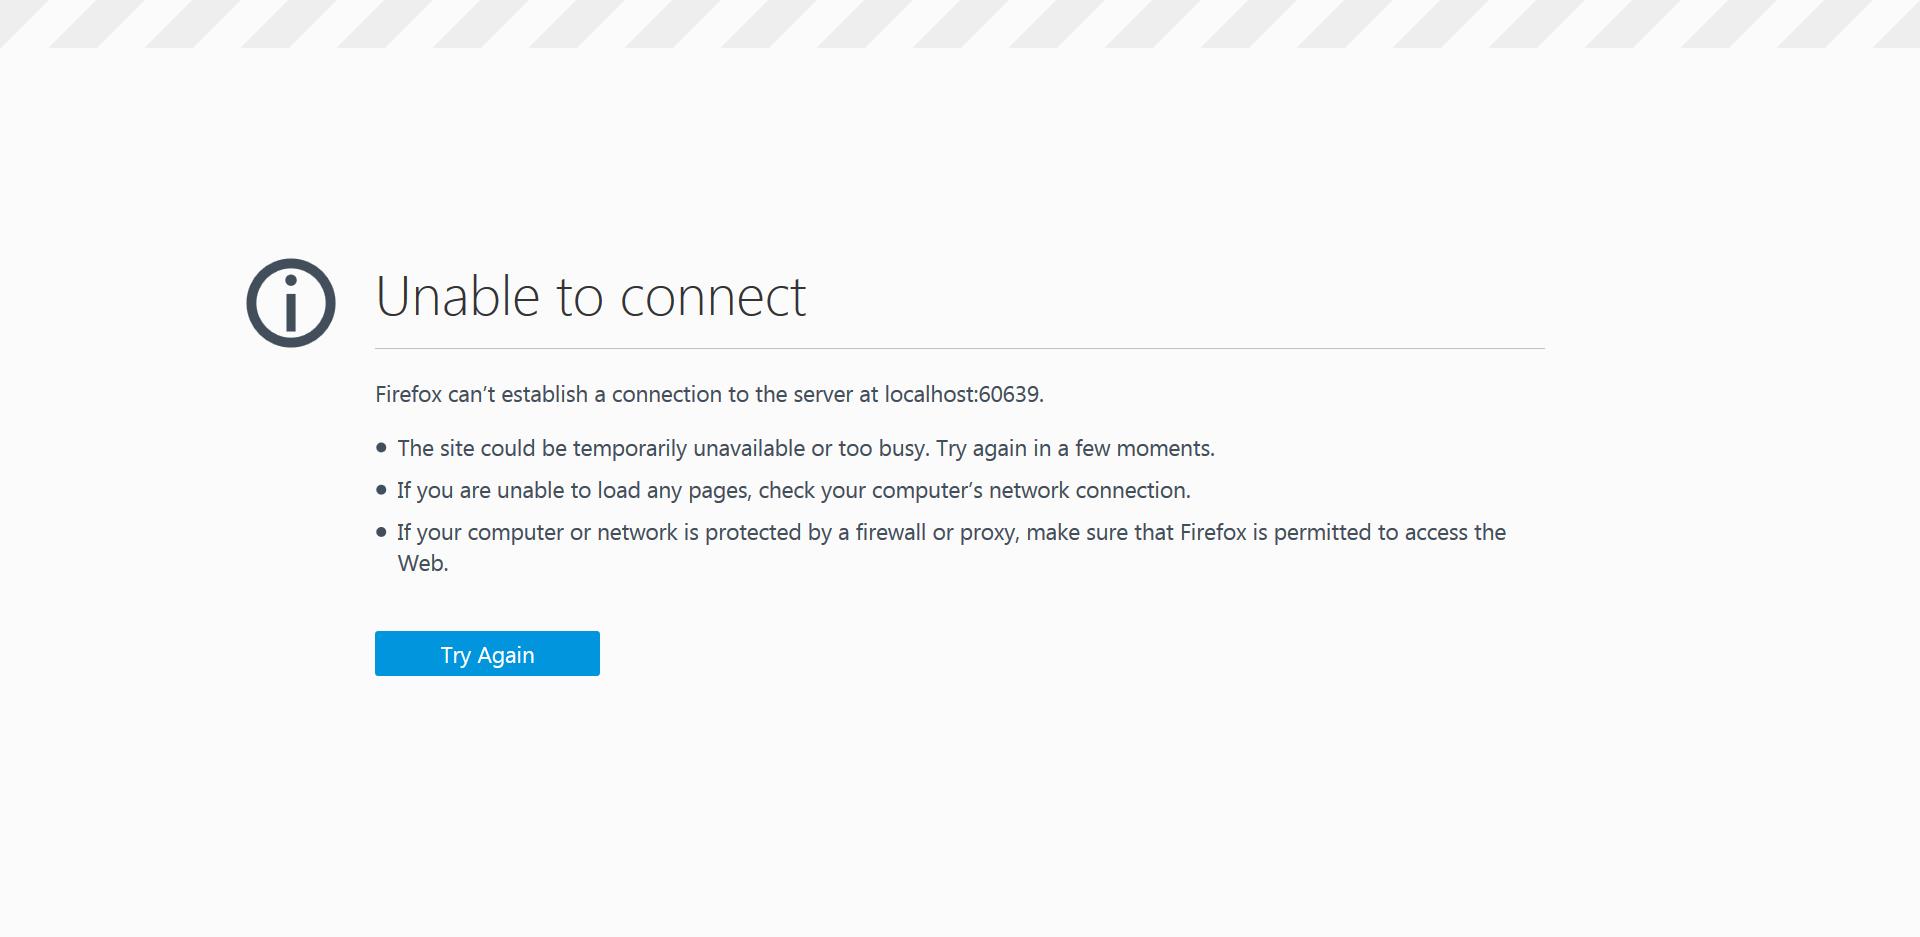 Unable to connect
Firefox can’t establish a connection to the server at localhost:60639.
• The site could be temporarily unavailable or too busy. Try again in a few moments.
• If you are unable to load any pages, check your computer’s network connection.
• If your computer or network is protected by a firewall or proxy, make sure that Firefox is permitted to access the
Web.
Try Again